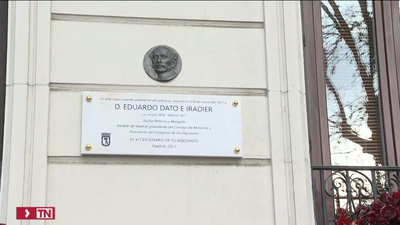 D. EDUARDO DATO E IRADIER
Ilustre Político y Abogado
Alcalde de Madrid, presidente del Consejo de Ministros y
Presidente del Congreso de los Diputados
En el CENTENARIO DE SU ASESINATO
Madrid, 2021
TN